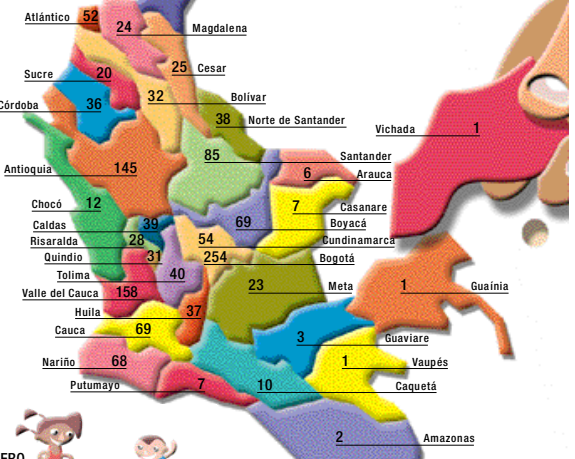 Atlántico 52
24 Magdalena
25 Cesar
Sucre 20
32 Bolívar
Córdoba 36
38 Norte de Santander
Vichada 1
85 Santander
Antioquia 145
6 Arauca
Chocó 12
7 Casanare
Caldas 39
69 Boyacá
Risaralda 28
54 Cundinamarca
Quindio 31
254 Bogotá
Tolima 40
23 Meta
1 Guainía
Valle del Cauca 158
Huila 37
Cauca 69
3 Guaviare
Nariño 68
1 Vaupés
Putumayo 7
10 Caquetá
2 Amazonas